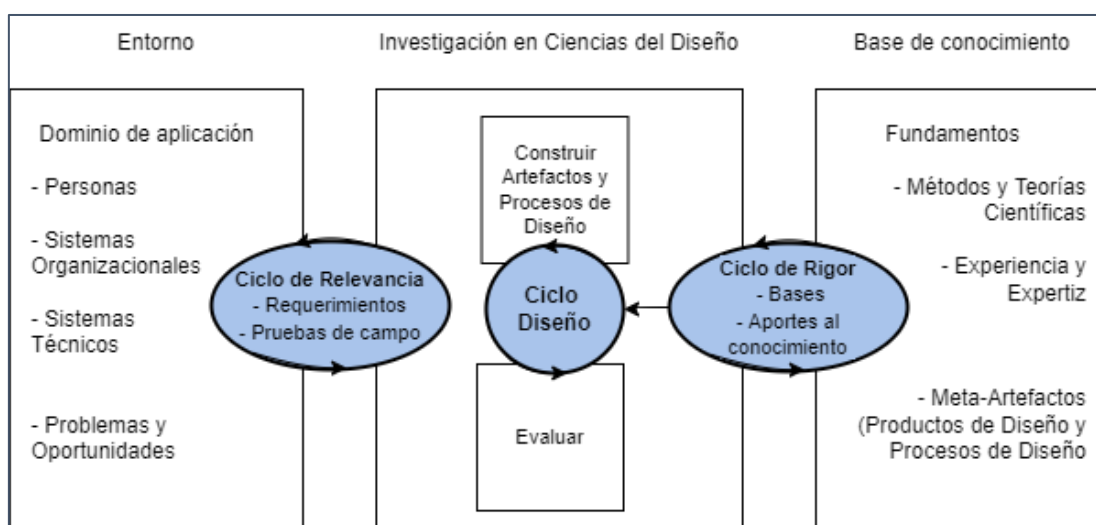 Entorno
Investigación en Ciencias del Diseño
Base de conocimiento
Dominio de aplicación
- Personas
- Sistemas
Organizacionales
- Sistemas
Técnicos
- Problemas y
Oportunidades
Ciclo de Relevancia
- Requerimientos
- Pruebas de campo
Construir
Artefactos y
Procesos de
Diseño
Ciclo
Diseño
Evaluar
Ciclo de Rigor
- Bases
- Aportes al
conocimiento
Fundamentos
- Métodos y Teorías
Científicas
- Experiencia y
Expertiz
- Meta-Artefactos
(Productos de Diseño y
Procesos de Diseño